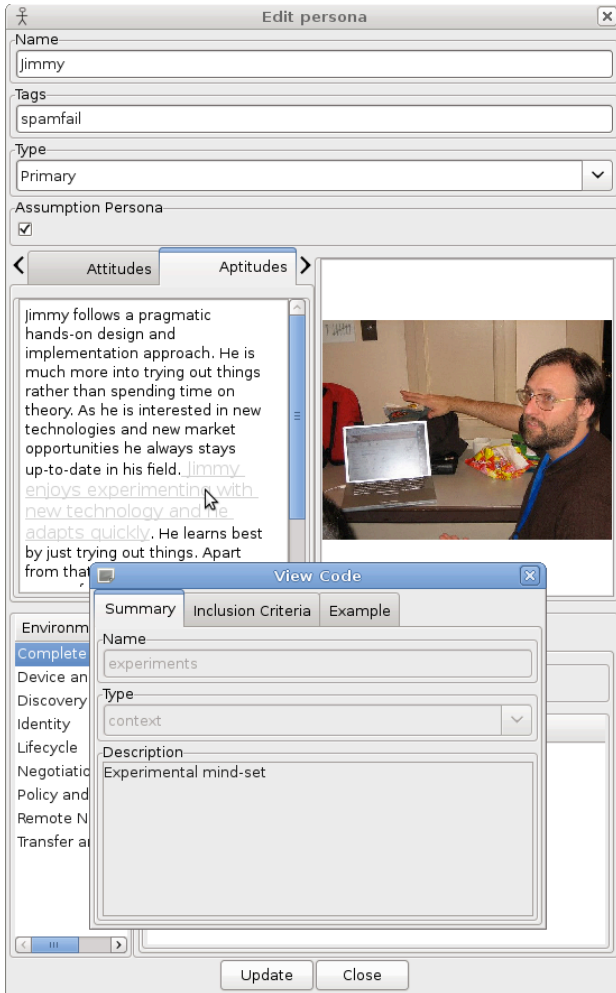 Edit persona
Name
Jimmy
Tags
spamfail
Type
Primary
Assumption Persona
Attitudes
Aptitudes
Jimmy follows a pragmatic
hands-on design and
implementation approach. He is
much more into trying out things
rather than spending time on
theory. As he is interested in new
technologies and new market
opportunities he always stays
up-to-date in his field. Jimmy
enjoys experimenting with
new technology and he
adapts quickly. He learns best
by just trying out things. Apart
from that
Environm
Complete
Device an
Discovery
Identity
Lifecycle
Negotiatio
Policy and
Remote N
Transfer a
View Code
Summary
Inclusion Criteria
Example
Name
experiments
Type
context
Description
Experimental mind-set
Update
Close